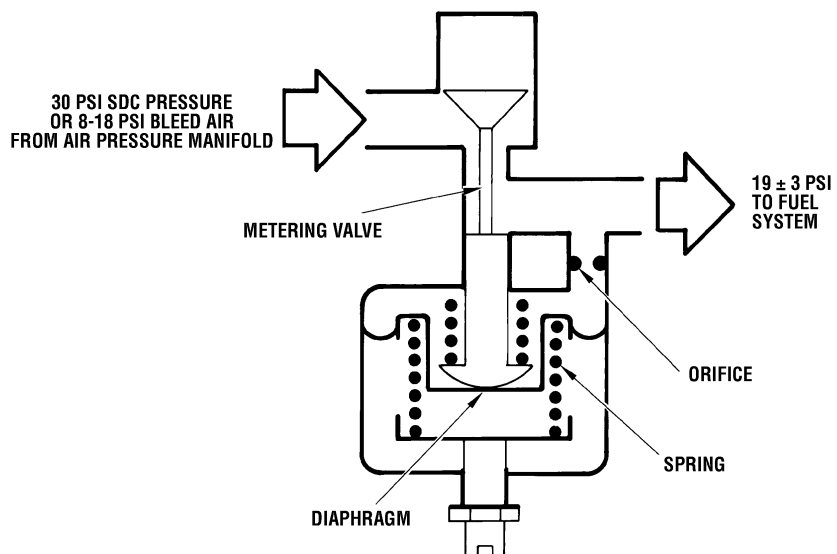 30 PSI SDC PRESSURE
OR 8-18 PSI BLEED AIR
FROM AIR PRESSURE MANIFOLD
19 ± 3 PSI
TO FUEL
SYSTEM
METERING VALVE
ORIFICE
SPRING
DIAPHRAGM